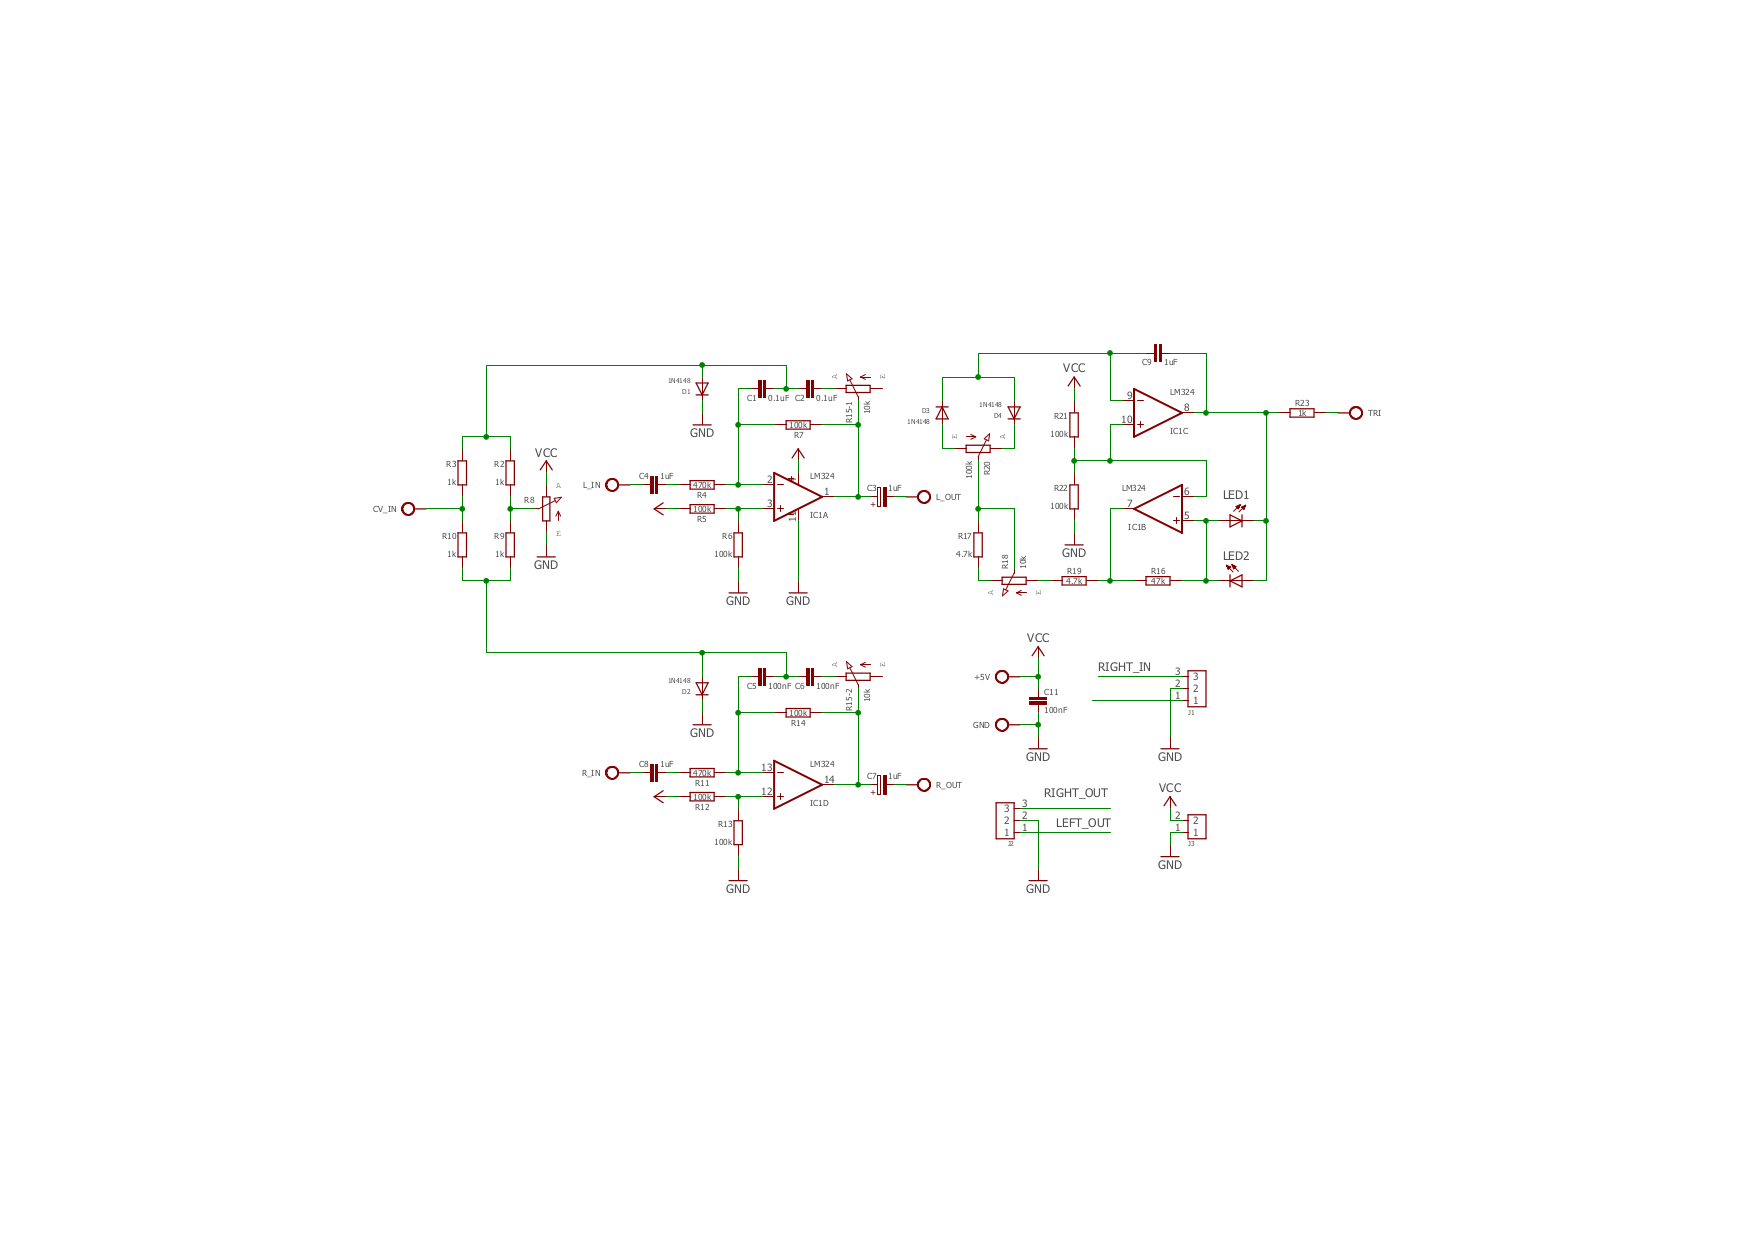 CV_IN
R3
1k
R2
1k
R10
1k
R9
1k
VCC
R8
A
E
GND
1N4148
D1
GND
C1
0.1uF
C2
0.1uF
A
E
R15-1
10k
100k
R7
L_IN
C4
1uF
470k
R4
100k
R5
R6
100k
GND
2
3
1
LM324
IC1A
GND
C3
1uF
+
L_OUT
1N4148
D2
GND
C5
100nF
C6
100nF
A
E
R15-2
10k
100k
R14
R_IN
C8
1uF
470k
R11
100k
R12
R13
100k
GND
13
12
14
LM324
IC1D
C7
1uF
+
R_OUT
D3
1N4148
1N4148
D4
E
A
100k
R20
R17
4.7k
R18
10k
A
E
R19
4.7k
VCC
R21
100k
R22
100k
GND
C9
1uF
9
10
8
LM324
IC1C
LM324
7
6
5
IC1B
R16
47k
LED1
LED2
R23
1k
TRI
VCC
+5V
C11
100nF
GND
GND
RIGHT_IN
3
2
1
3
2
1
J1
GND
RIGHT_OUT
LEFT_OUT
3
2
1
3
2
1
J2
GND
VCC
2
1
2
1
J3
GND